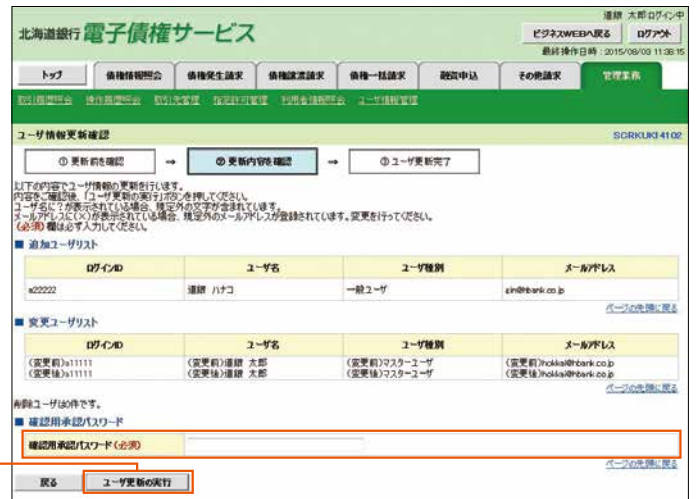 道銀 太郎ログイン中
北海道銀行 電子債権サービス
ビジネスWEBへ戻る ログアウト
最終操作日時：2015/08/03 11:38:15
トップ 債権情報照会 債権発生請求 債権譲渡請求 債権一括請求 融資申込 その他請求 管理業務
取引履歴照会 操作履歴照会 取引先管理 指定許可管理 利用者情報照会 ユーザ情報管理
ユーザ情報更新確認 SCRKUK14102
① 更新前を確認 → ② 更新内容を確認 → ③ ユーザ更新完了
以下の内容でユーザ情報の更新を行います。
内容をご確認後、「ユーザ更新の実行」ボタンを押してください。
ユーザ名に？が表示されている場合、規定外の文字が含まれています。
メールアドレスに(×)が表示されている場合、規定外のメールアドレスが登録されています。変更を行ってください。
(必須)欄は必ず入力してください。
■ 追加ユーザリスト
ログインID ユーザ名 ユーザ種別 メールアドレス
a22222 道銀 ハナコ 一般ユーザ gin@hbank.co.jp
ページの先頭に戻る
■ 変更ユーザリスト
ログインID ユーザ名 ユーザ種別 メールアドレス
(変更前)a11111 (変更前)道銀 太郎 (変更前)マスターユーザ (変更前)hokkai@hbank.co.jp
(変更後)a11111 (変更後)道銀 太郎 (変更後)マスターユーザ (変更後)hokkai@hbank.co.jp
ページの先頭に戻る
削除ユーザは0件です。
■ 確認用承認パスワード
確認用承認パスワード(必須)
ページの先頭に戻る
戻る ユーザ更新の実行